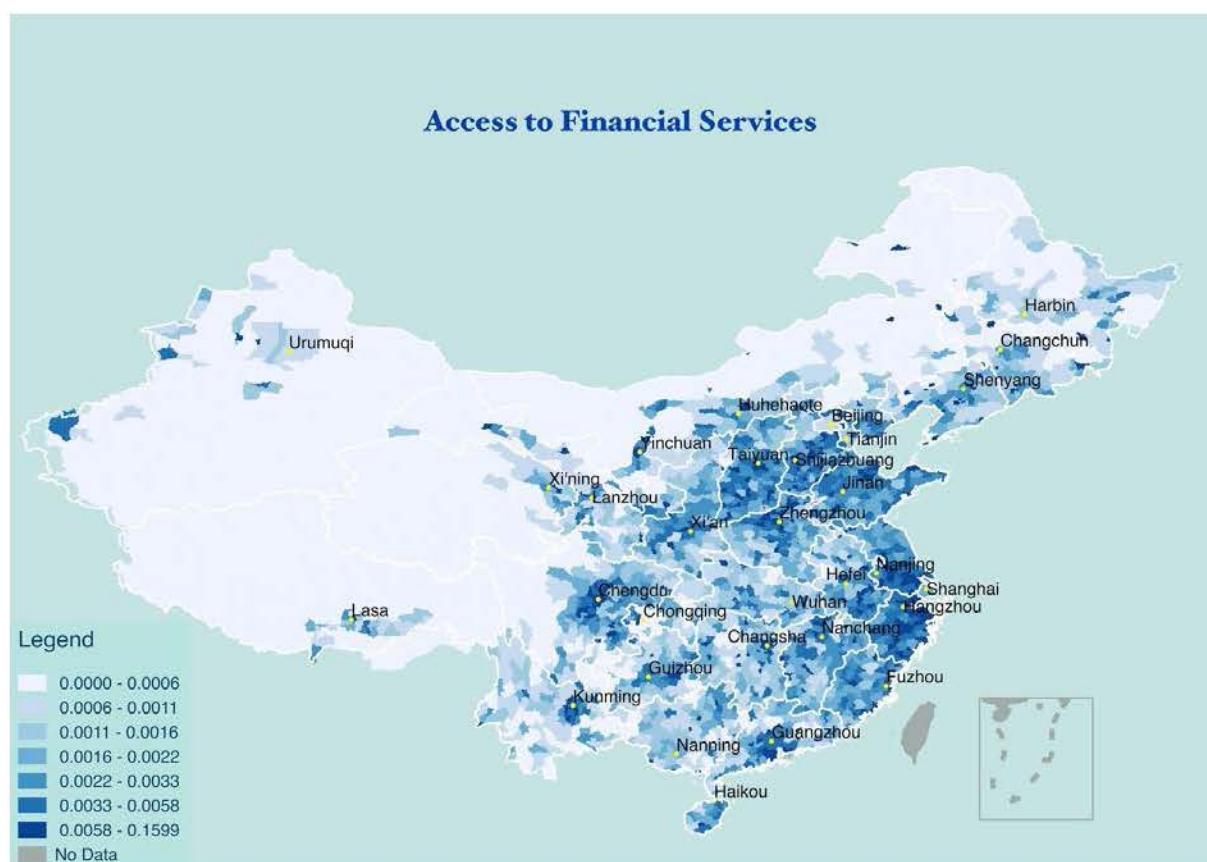 Access to Financial Services
Harbin
Urumuqi
Changchun
Shenyang
Huhehaote
Beijing
Yinchuan
Tianjin
Taiyuan
Shijiazhuang
Xi'ning
Jinan
Lanzhou
Zhengzhou
Xi'an
Hefei
Nanjing
Chengdu
Shanghai
Lasa
Wuhan
Hangzhou
Chongqing
Changsha
Nanchang
Guizhou
Fuzhou
Kunming
Guangzhou
Nanning
Haikou
Legend
0.0000 - 0.0006
0.0006 - 0.0011
0.0011 - 0.0016
0.0016 - 0.0022
0.0022 - 0.0033
0.0033 - 0.0058
0.0058 - 0.1599
No Data